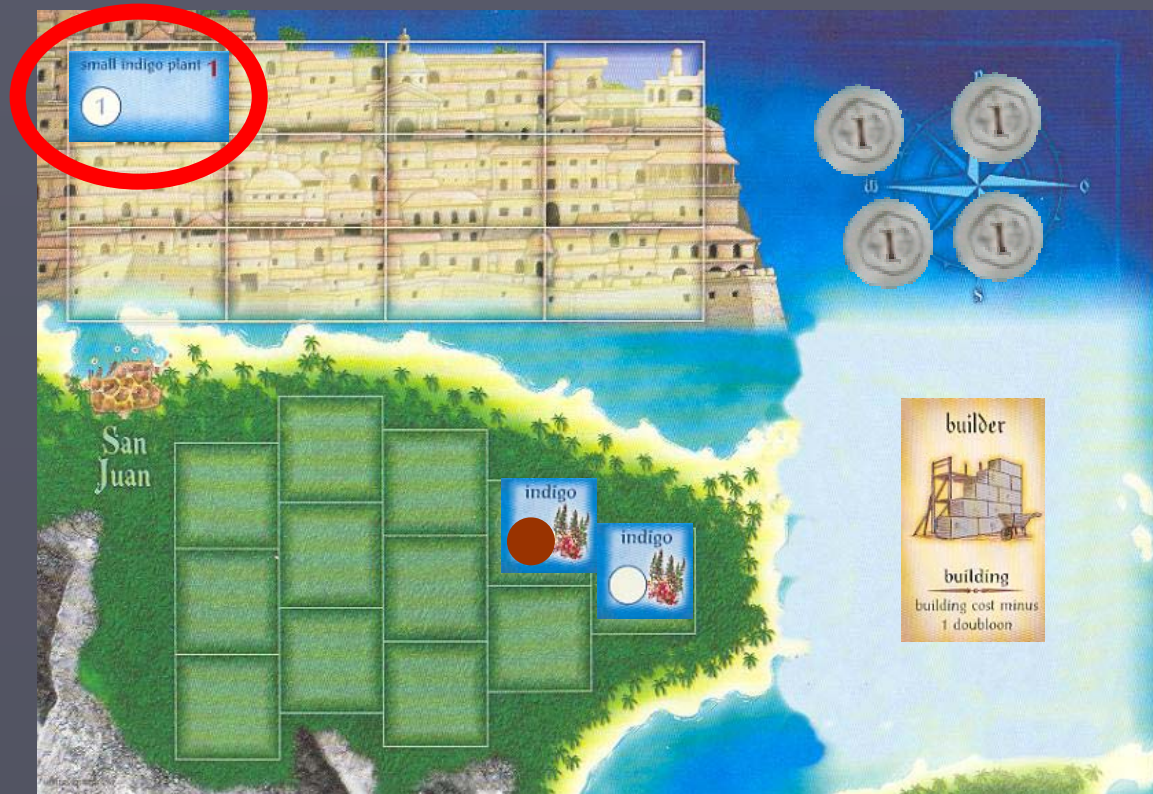 small indigo plant 1
1
1
1
1
1
W
O
S
San
Juan
indigo
indigo
builder
building
building cost minus
1 doubloon